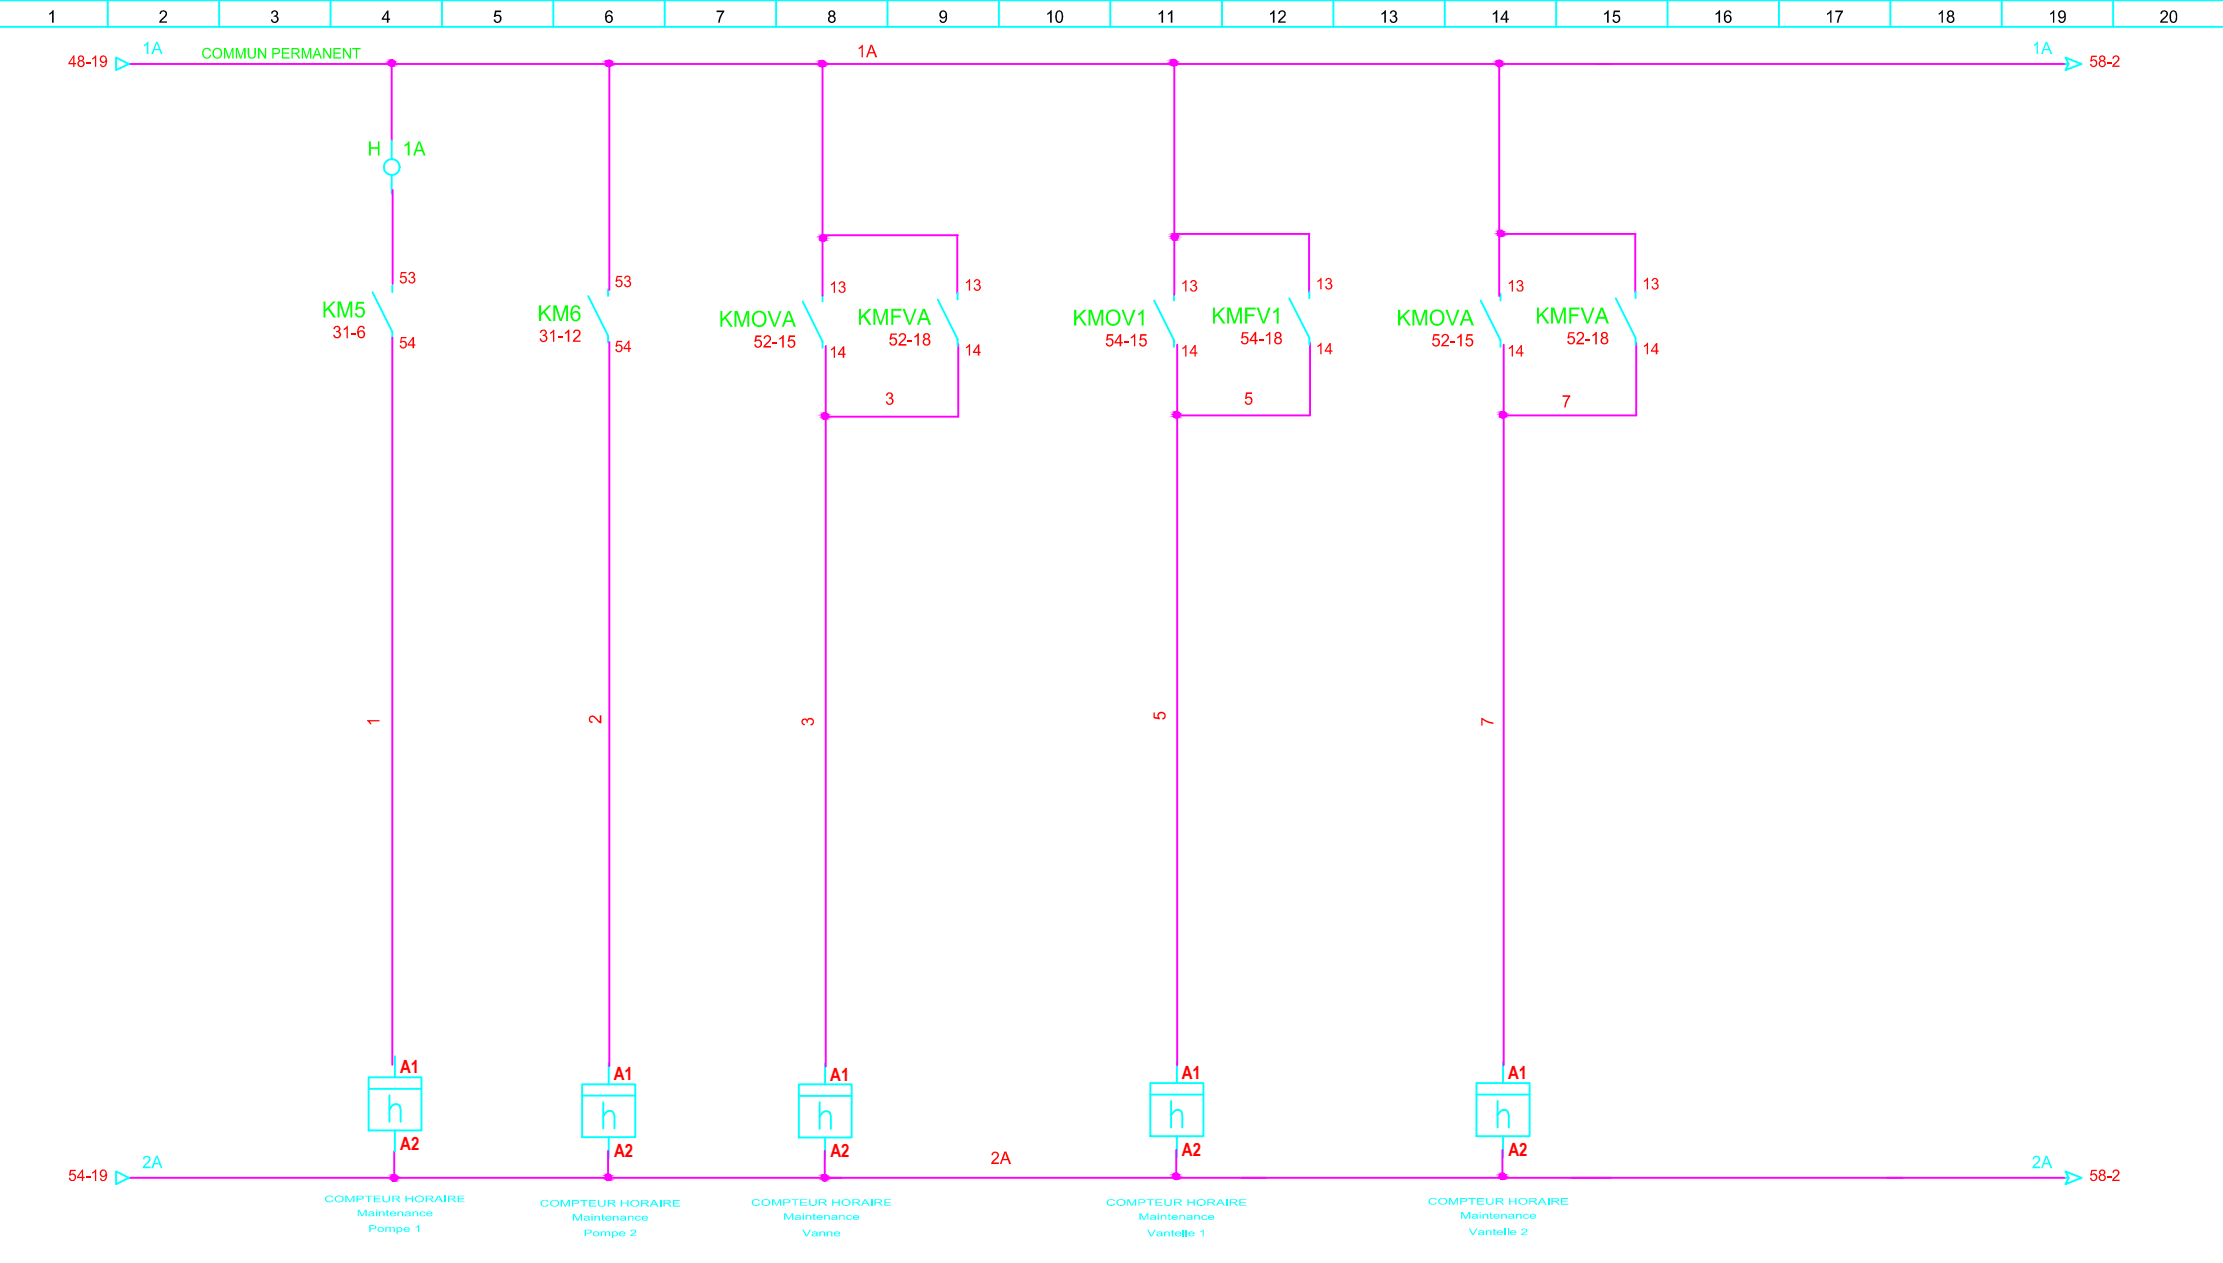 1 2 3 4 5 6 7 8 9 10 11 12 13 14 15 16 17 18 19 20
1A COMMUN PERMANENT 1A 1A
48-19 58-2
H 1A
53 53 13 13 13 13 13 13
KM5 KM6 KMOVA KMFVA KMOV1 KMFV1 KMOVA KMFVA
31-6 31-12 52-15 52-18 54-15 54-18 52-15 52-18
54 54 14 14 14 14 14 14
3 5 7
1 2 3 5 7
A1 A1 A1 A1 A1
h h h h h
A2 A2 A2 A2 A2
2A 2A 2A
54-19 58-2
COMPTEUR HORAIRE
Maintenance
Pompe 1
COMPTEUR HORAIRE
Maintenance
Pompe 2
COMPTEUR HORAIRE
Maintenance
Vanne
COMPTEUR HORAIRE
Maintenance
Vantelle 1
COMPTEUR HORAIRE
Maintenance
Vantelle 2